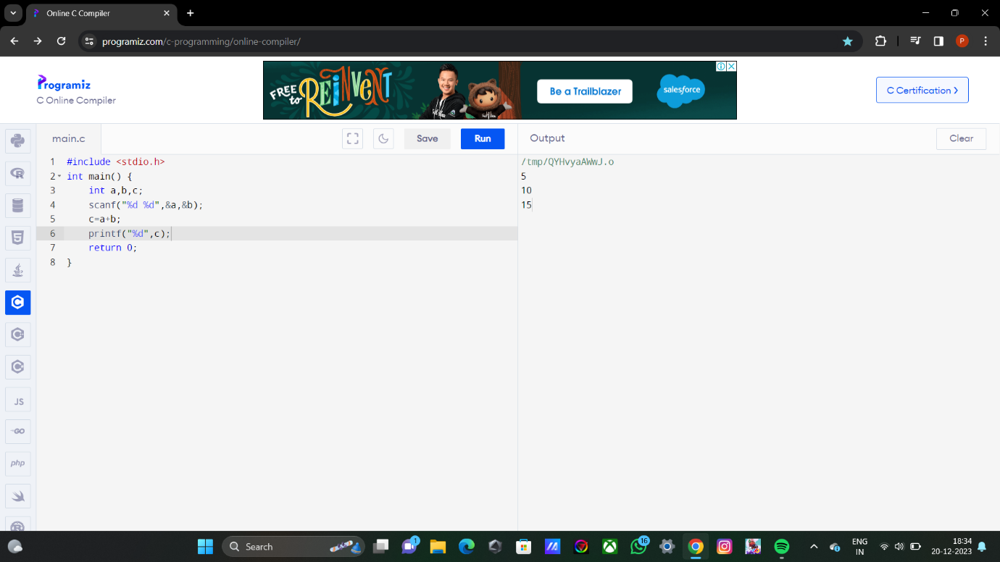 Online C Compiler
programiz.com/c-programming/online-compiler/
P
Programiz
C Online Compiler
FREE to REINVENT
Be a Trailblazer
salesforce
C Certification >
main.c
Save
Run
Output
Clear
1 #include <stdio.h>
2 int main() {
3 int a,b,c;
4 scanf("%d %d",&a,&b);
5 c=a+b;
6 printf("%d",c);
7 return 0;
8 }
/tmp/QYHvyaAWwJ.o
5
10
15
JS
GO
php
Search
1
16
ENG
IN
18:34
20-12-2023